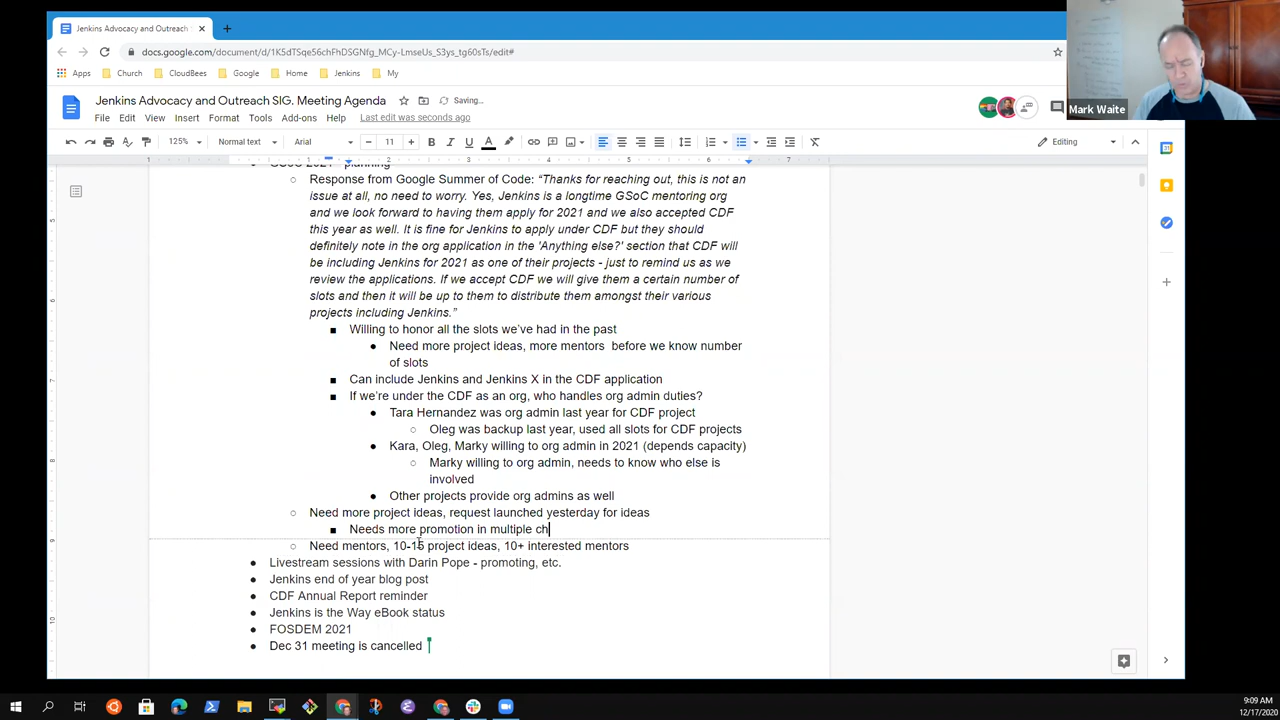 Jenkins Advocacy and Outreach
docs.google.com/document/d/1K5dTSqe56chFhDSGNfg_MCy-LmseUs_S3ys_tg60sTs/edit#
Apps Church CloudBees Google Home Jenkins My
Mark Waite
Jenkins Advocacy and Outreach SIG. Meeting Agenda Saving...
File Edit View Insert Format Tools Add-ons Help Last edit was seconds ago
125% Normal text Arial 11 Editing
Response from Google Summer of Code: “Thanks for reaching out, this is not an
issue at all, no need to worry. Yes, Jenkins is a longtime GSoC mentoring org
and we look forward to having them apply for 2021 and we also accepted CDF
this year as well. It is fine for Jenkins to apply under CDF but they should
definitely note in the org application in the 'Anything else?' section that CDF will
be including Jenkins for 2021 as one of their projects - just to remind us as we
review the applications. If we accept CDF we will give them a certain number of
slots and then it will be up to them to distribute them amongst their various
projects including Jenkins.”
Willing to honor all the slots we’ve had in the past
Need more project ideas, more mentors before we know number
of slots
Can include Jenkins and Jenkins X in the CDF application
If we’re under the CDF as an org, who handles org admin duties?
Tara Hernandez was org admin last year for CDF project
Oleg was backup last year, used all slots for CDF projects
Kara, Oleg, Marky willing to org admin in 2021 (depends capacity)
Marky willing to org admin, needs to know who else is
involved
Other projects provide org admins as well
Need more project ideas, request launched yesterday for ideas
Needs more promotion in multiple ch
Need mentors, 10-15 project ideas, 10+ interested mentors
Livestream sessions with Darin Pope - promoting, etc.
Jenkins end of year blog post
CDF Annual Report reminder
Jenkins is the Way eBook status
FOSDEM 2021
Dec 31 meeting is cancelled
9:09 AM
12/17/2020